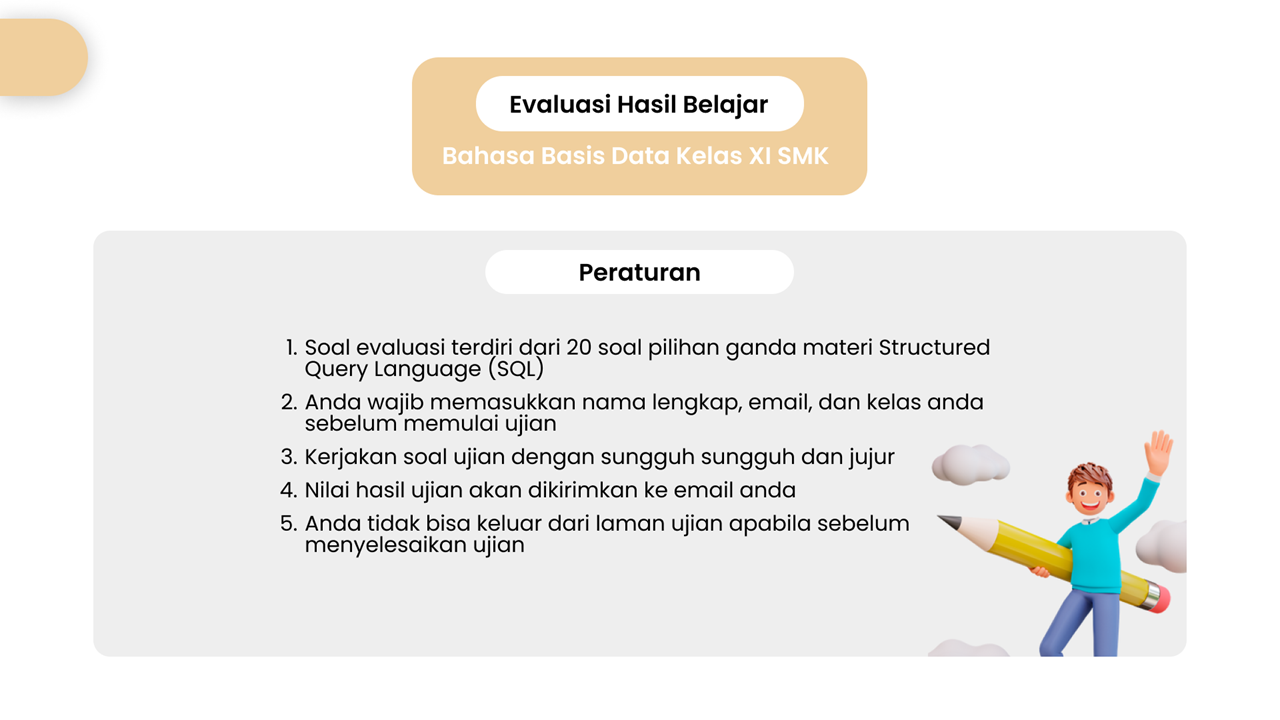 Evaluasi Hasil Belajar
Bahasa Basis Data Kelas XI SMK
Peraturan
1. Soal evaluasi terdiri dari 20 soal pilihan ganda materi Structured
Query Language (SQL)
2. Anda wajib memasukkan nama lengkap, email, dan kelas anda
sebelum memulai ujian
3. Kerjakan soal ujian dengan sungguh sungguh dan jujur
4. Nilai hasil ujian akan dikirimkan ke email anda
5. Anda tidak bisa keluar dari laman ujian apabila sebelum
menyelesaikan ujian